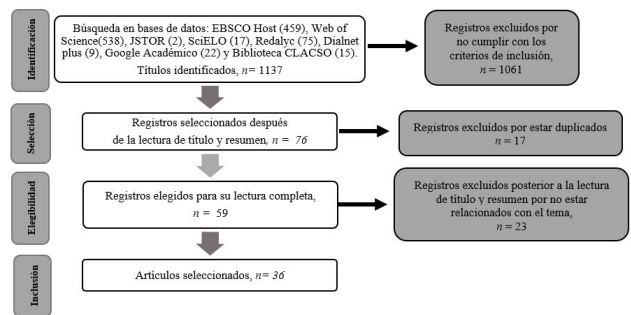 Identificación
Búsqueda en bases de datos: EBSCO Host (459), Web of
Science(538), JSTOR (2), SciELO (17), Redalyc (75), Dialnet
plus (9), Google Académico (22) y Biblioteca CLACSO (15).
Títulos identificados, n= 1137
Registros excluidos por
no cumplir con los
criterios de inclusión,
n = 1061
Selección
Registros seleccionados después
de la lectura de título y resumen, n = 76
Registros excluidos por estar duplicados
n = 17
Elegibilidad
Registros elegidos para su lectura completa,
n = 59
Registros excluidos posterior a la lectura
de título y resumen por no estar
relacionados con el tema,
n = 23
Inclusión
Artículos seleccionados, n= 36